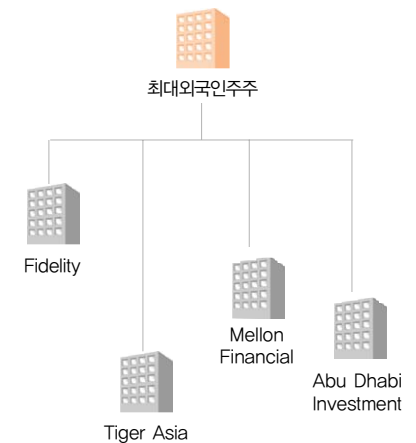 최대외국인주주
Fidelity
Mellon
Financial
Abu Dhabi
Investment
Tiger Asia